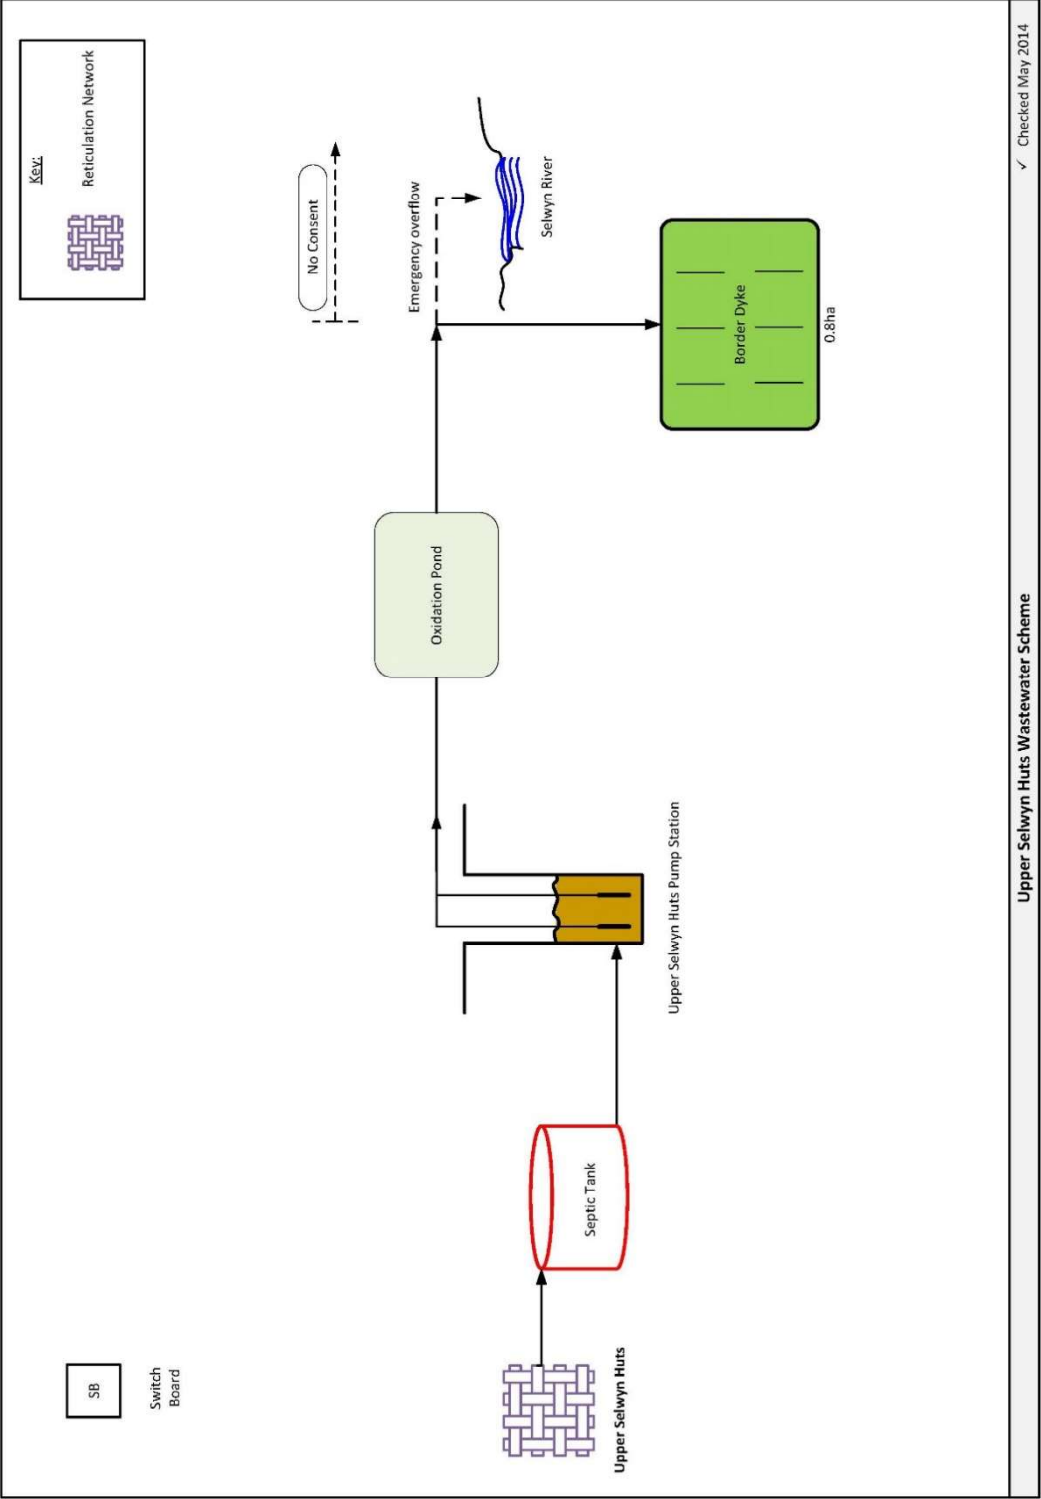 SB
Switch
Board
Key:
Reticulation Network
No Consent
Emergency overflow
Selwyn River
Oxidation Pond
Border Dyke
0.8ha
Septic Tank
Upper Selwyn Huts
Upper Selwyn Huts Pump Station
Upper Selwyn Huts Wastewater Scheme
✓ Checked May 2014